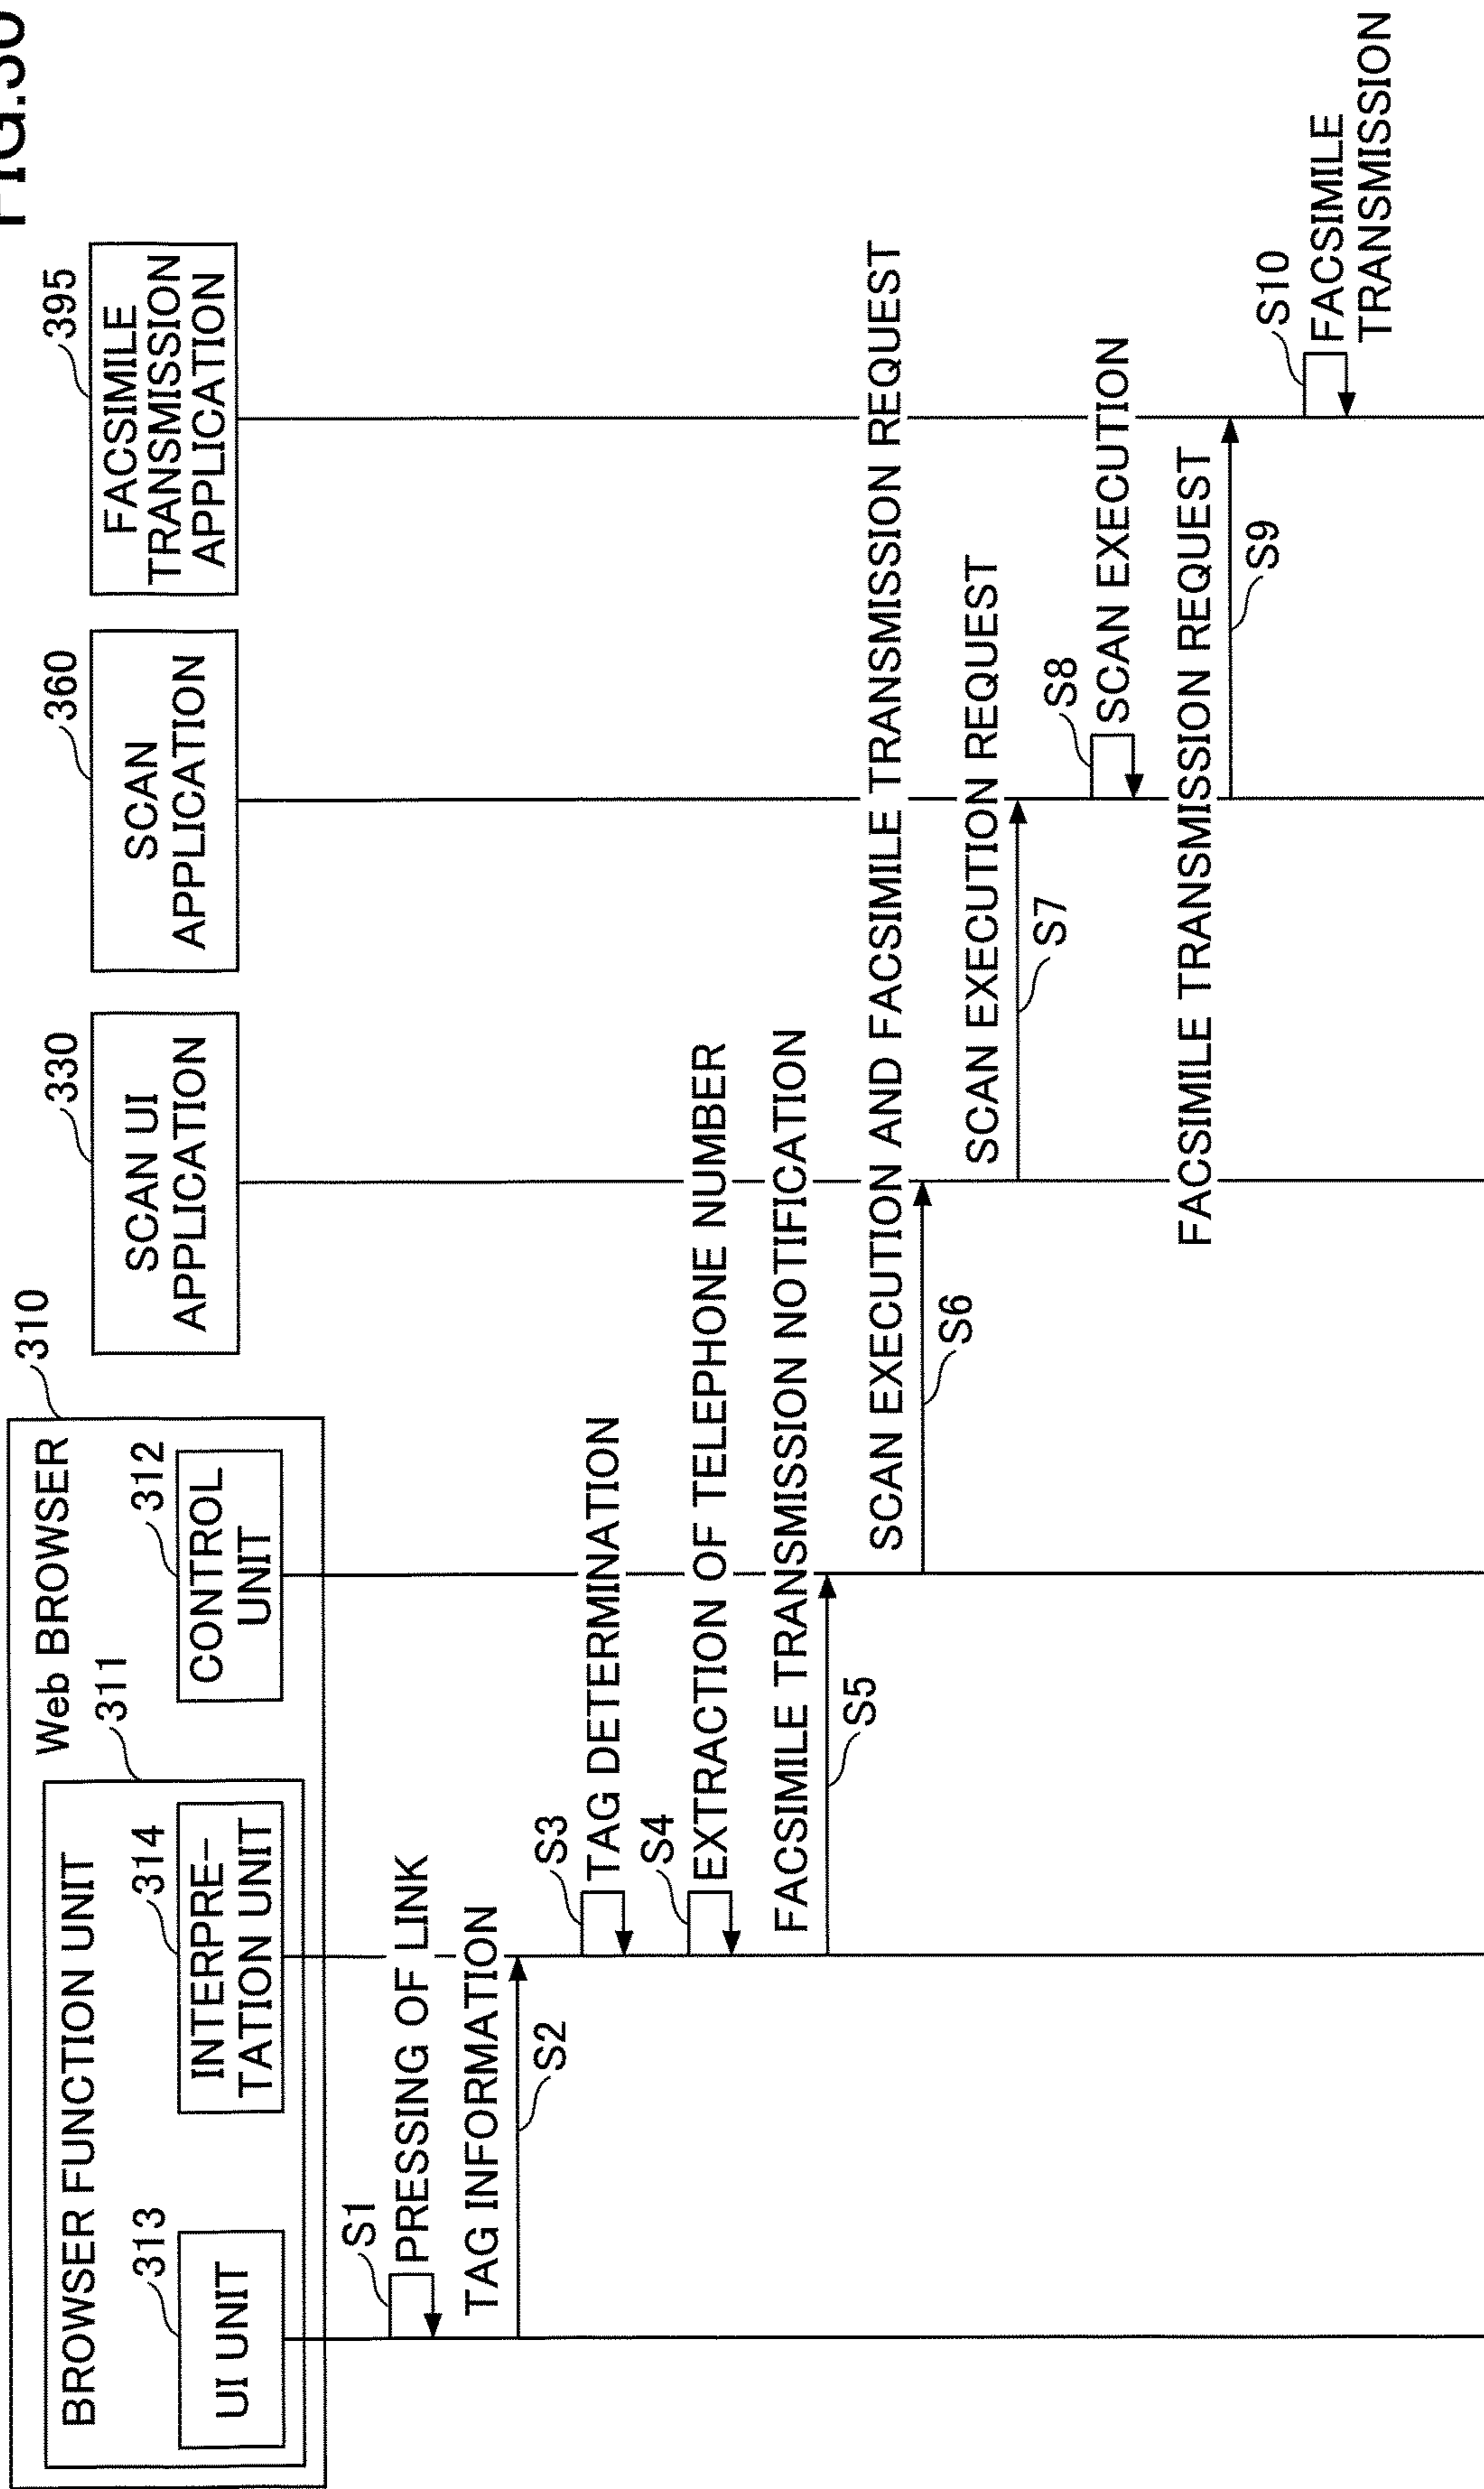 FIG.30
Web BROWSER
310
BROWSER FUNCTION UNIT
311
313
UI UNIT
314
INTERPRE-
TATION UNIT
312
CONTROL
UNIT
330
SCAN UI
APPLICATION
360
SCAN
APPLICATION
395
FACSIMILE
TRANSMISSION
APPLICATION
S1
PRESSING OF LINK
TAG INFORMATION
S2
S3
TAG DETERMINATION
S4
EXTRACTION OF TELEPHONE NUMBER
FACSIMILE TRANSMISSION NOTIFICATION
S5
SCAN EXECUTION AND FACSIMILE TRANSMISSION REQUEST
S6
SCAN EXECUTION REQUEST
S7
S8
SCAN EXECUTION
FACSIMILE TRANSMISSION REQUEST
S9
S10
FACSIMILE
TRANSMISSION